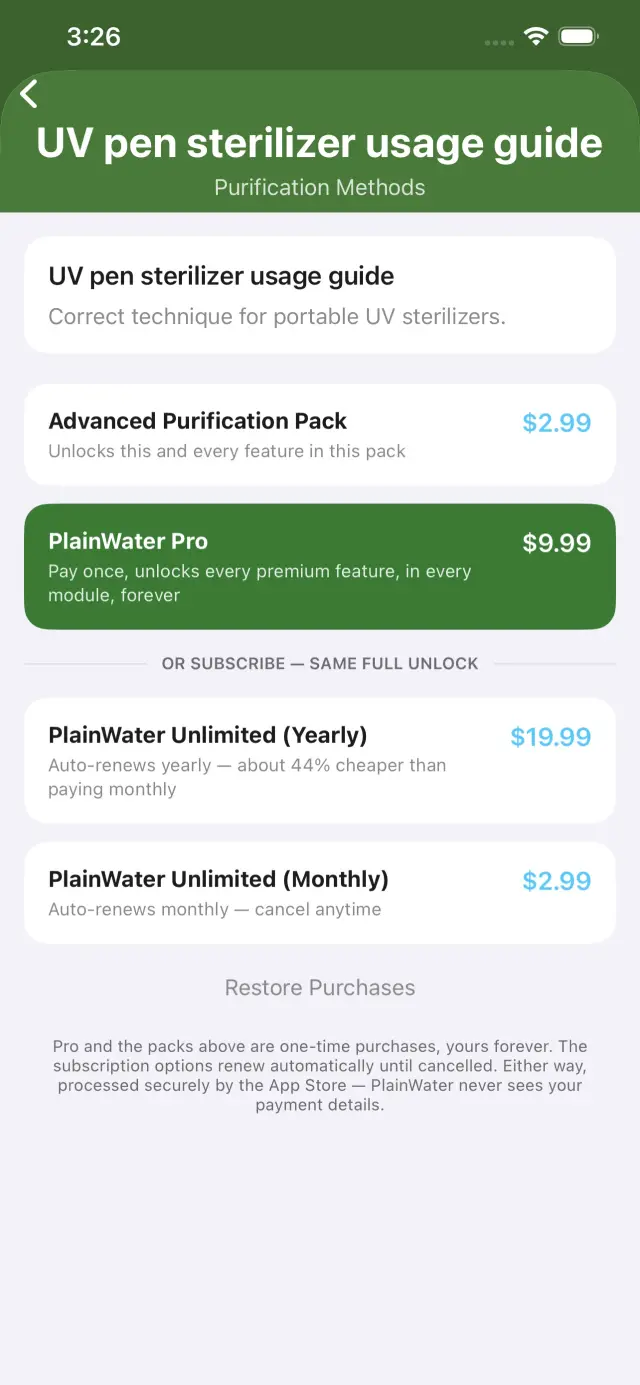 3:26
UV pen sterilizer usage guide
Purification Methods
UV pen sterilizer usage guide
Correct technique for portable UV sterilizers.
Advanced Purification Pack
$2.99
Unlocks this and every feature in this pack
PlainWater Pro
$9.99
Pay once, unlocks every premium feature, in every
module, forever
OR SUBSCRIBE — SAME FULL UNLOCK
PlainWater Unlimited (Yearly)
$19.99
Auto-renews yearly — about 44% cheaper than
paying monthly
PlainWater Unlimited (Monthly)
$2.99
Auto-renews monthly — cancel anytime
Restore Purchases
Pro and the packs above are one-time purchases, yours forever. The
subscription options renew automatically until cancelled. Either way,
processed securely by the App Store — PlainWater never sees your
payment details.